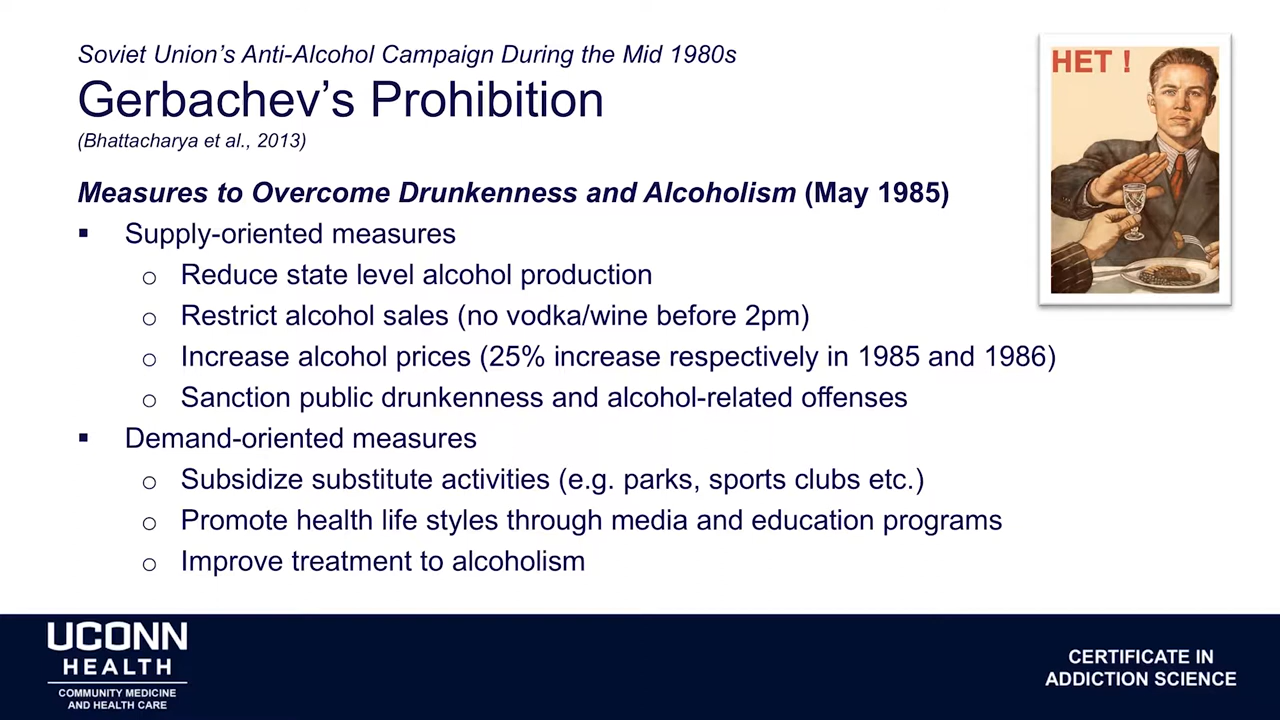 Soviet Union's Anti-Alcohol Campaign During the Mid 1980s
Gerbachev's Prohibition
(Bhattacharya et al., 2013)
НЕТ !
Measures to Overcome Drunkenness and Alcoholism (May 1985)
▪ Supply-oriented measures
o Reduce state level alcohol production
o Restrict alcohol sales (no vodka/wine before 2pm)
o Increase alcohol prices (25% increase respectively in 1985 and 1986)
o Sanction public drunkenness and alcohol-related offenses
▪ Demand-oriented measures
o Subsidize substitute activities (e.g. parks, sports clubs etc.)
o Promote health life styles through media and education programs
o Improve treatment to alcoholism
UCONN
HEALTH
COMMUNITY MEDICINE
AND HEALTH CARE
CERTIFICATE IN
ADDICTION SCIENCE